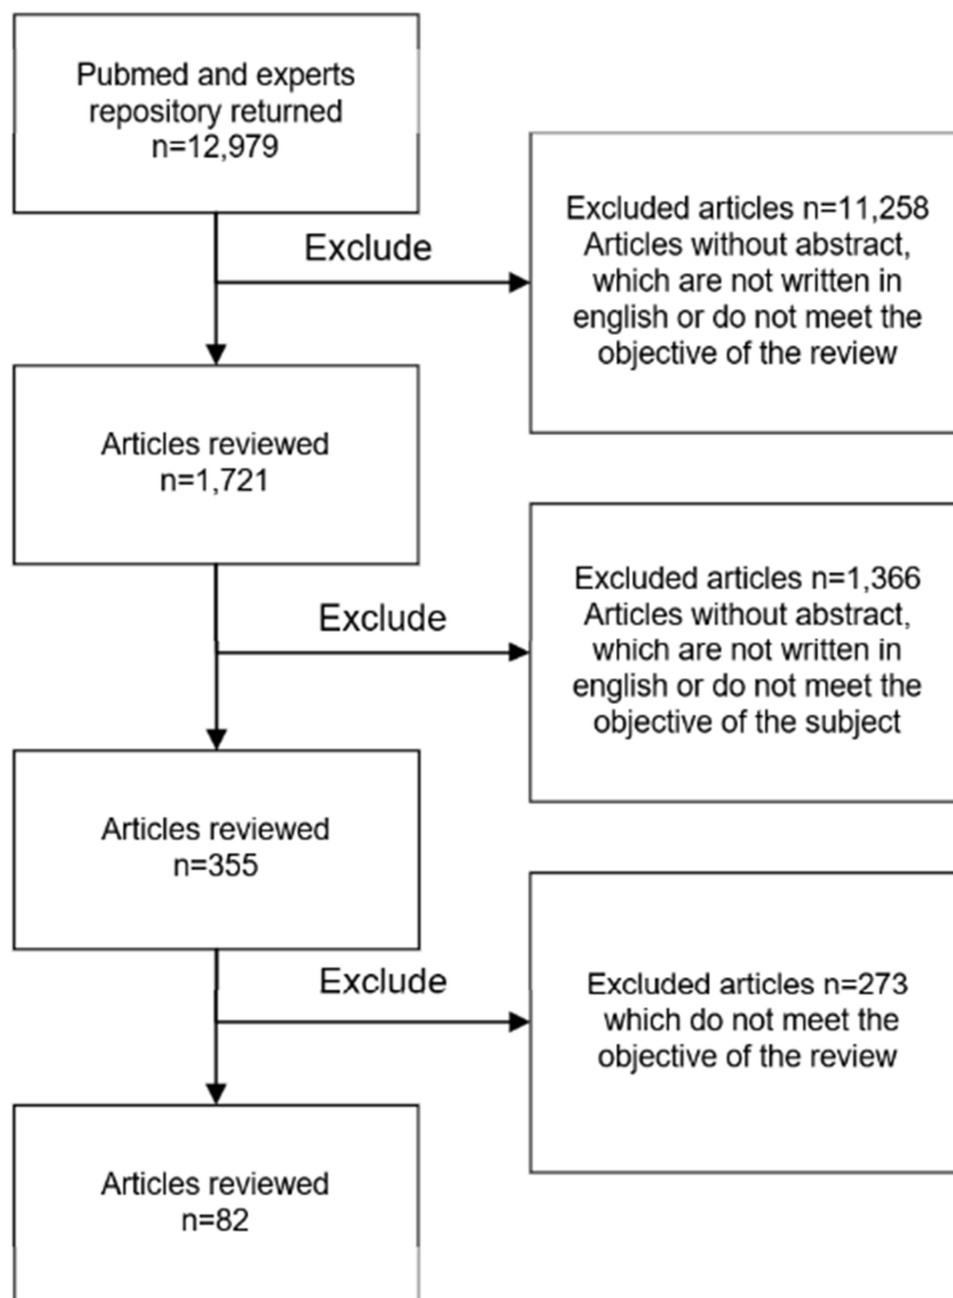 Pubmed and experts
repository returned
n=12,979
Exclude
Excluded articles n=11,258
Articles without abstract,
which are not written in
english or do not meet the
objective of the review
Articles reviewed
n=1,721
Exclude
Excluded articles n=1,366
Articles without abstract,
which are not written in
english or do not meet the
objective of the subject
Articles reviewed
n=355
Exclude
Excluded articles n=273
which do not meet the
objective of the review
Articles reviewed
n=82